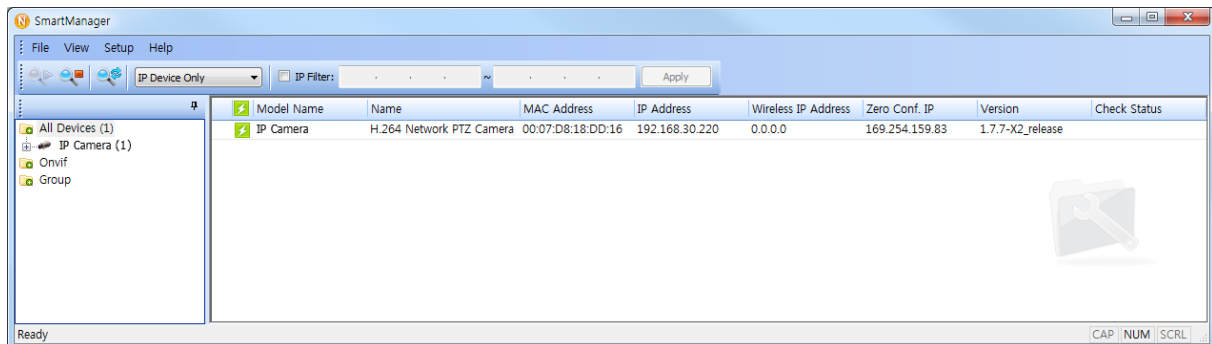 SmartManager
File View Setup Help
IP Device Only IP Filter: . . . ~ . . . Apply
Model Name Name MAC Address IP Address Wireless IP Address Zero Conf. IP Version Check Status
All Devices (1)
IP Camera H.264 Network PTZ Camera 00:07:D8:18:DD:16 192.168.30.220 0.0.0.0 169.254.159.83 1.7.7-X2_release
IP Camera (1)
Onvif
Group
Ready CAP NUM SCRL